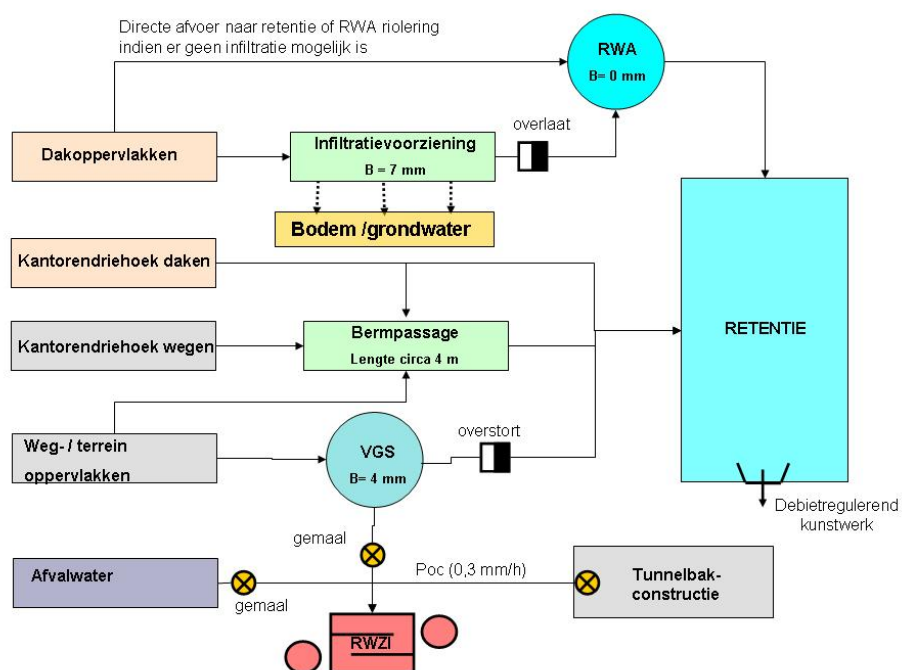 Directe afvoer naar retentie of RWA riolering
indien er geen infiltratie mogelijk is
RWA
B= 0 mm
overlaat
Dakoppervlakken
Infiltratievoorziening
B = 7 mm
Bodem /grondwater
Kantorendriehoek daken
Kantorendriehoek wegen
Bermpassage
Lengte circa 4 m
RETENTIE
Weg- / terrein
oppervlakken
VGS
B= 4 mm
overstort
Debietregulerend
kunstwerk
gemaal
Afvalwater
gemaal
Poc (0,3 mm/h)
Tunnelbak-
constructie
RWZI